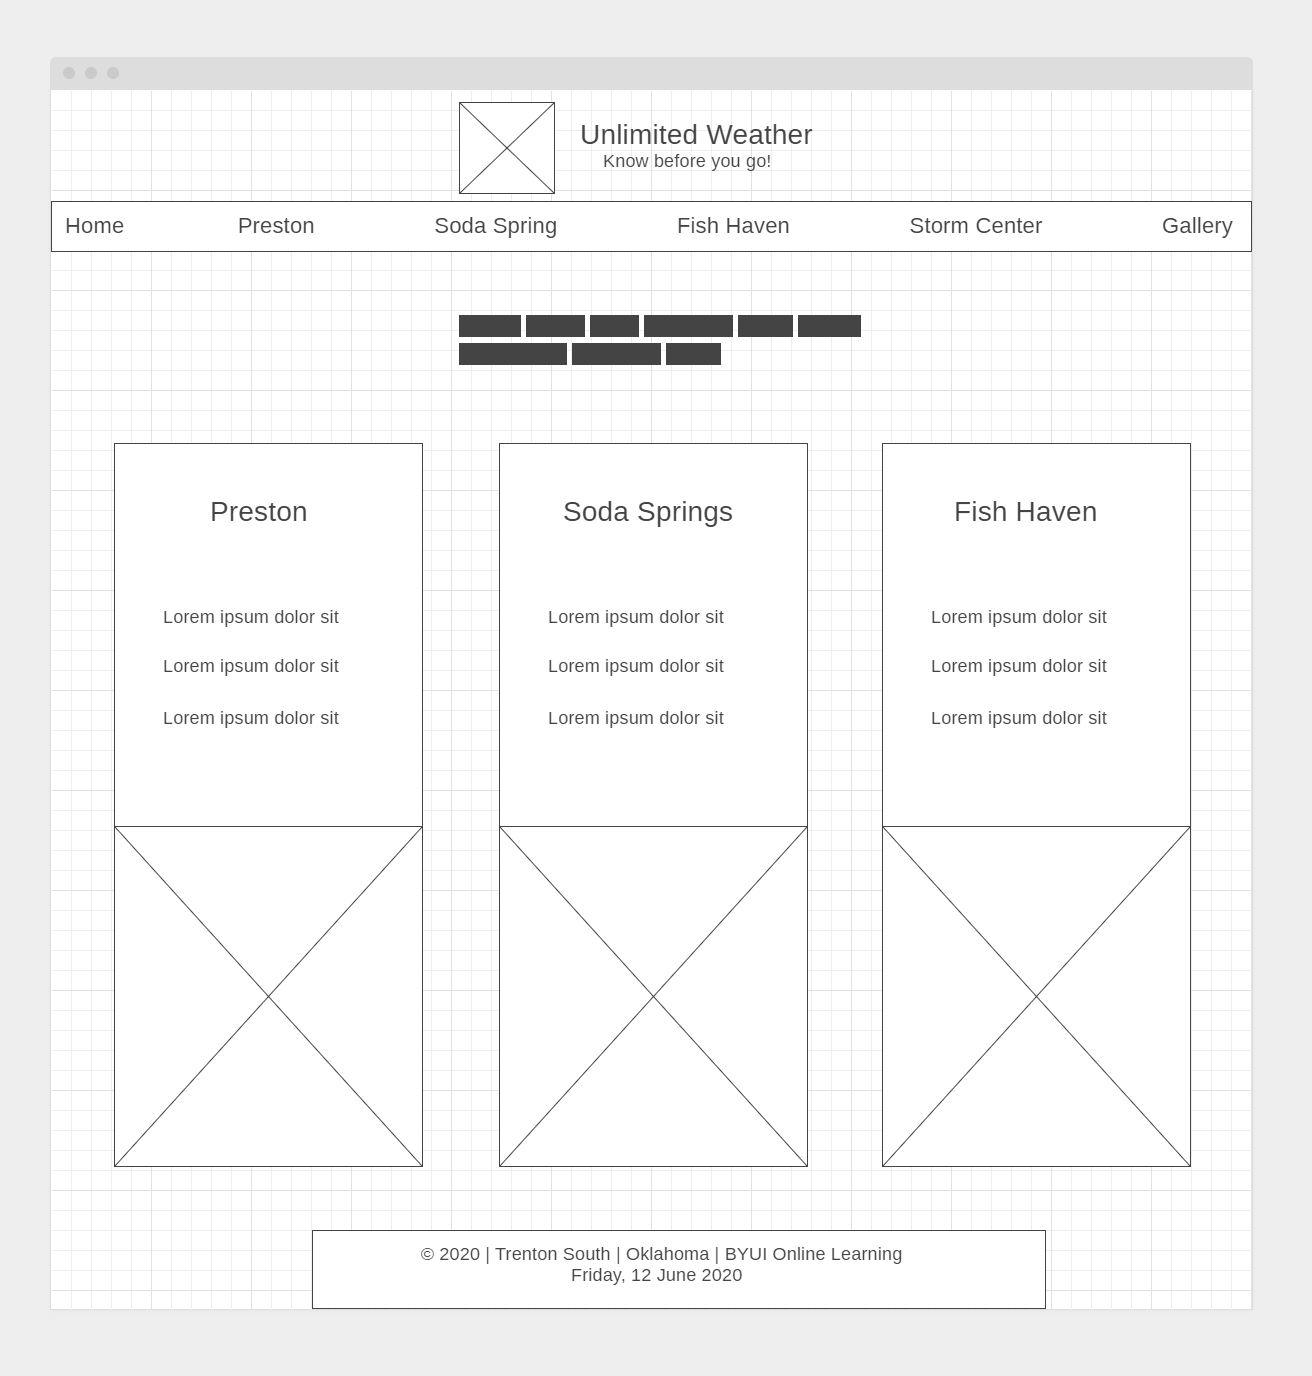 Unlimited Weather
Know before you go!
Home Preston Soda Spring Fish Haven Storm Center Gallery
Preston Soda Springs Fish Haven
Lorem ipsum dolor sit Lorem ipsum dolor sit Lorem ipsum dolor sit
Lorem ipsum dolor sit Lorem ipsum dolor sit Lorem ipsum dolor sit
Lorem ipsum dolor sit Lorem ipsum dolor sit Lorem ipsum dolor sit
© 2020 | Trenton South | Oklahoma | BYUI Online Learning
Friday, 12 June 2020